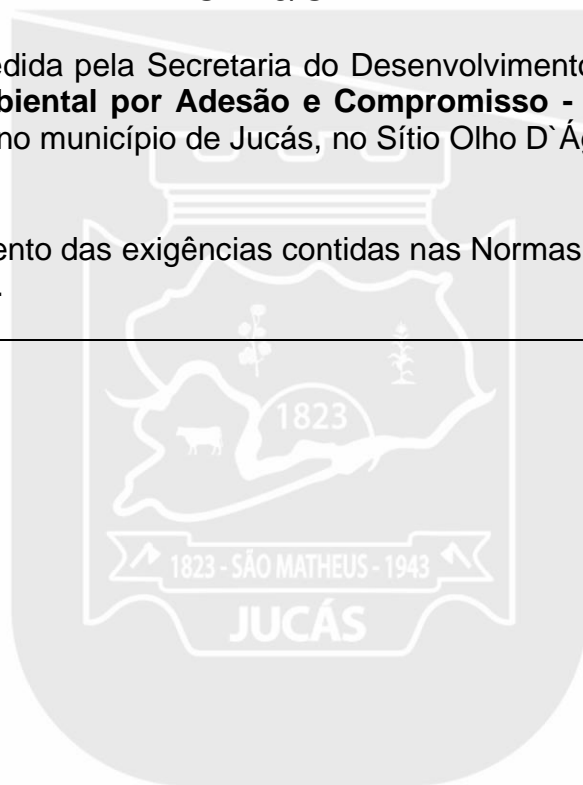 edida pela Secretaria do Desenvolvimento
biental por Adesão e Compromisso -
no município de Jucás, no Sítio Olho D`Ág
ento das exigências contidas nas Normas
.
1823
1823 - SÃO MATHEUS - 1943
JUCÁS